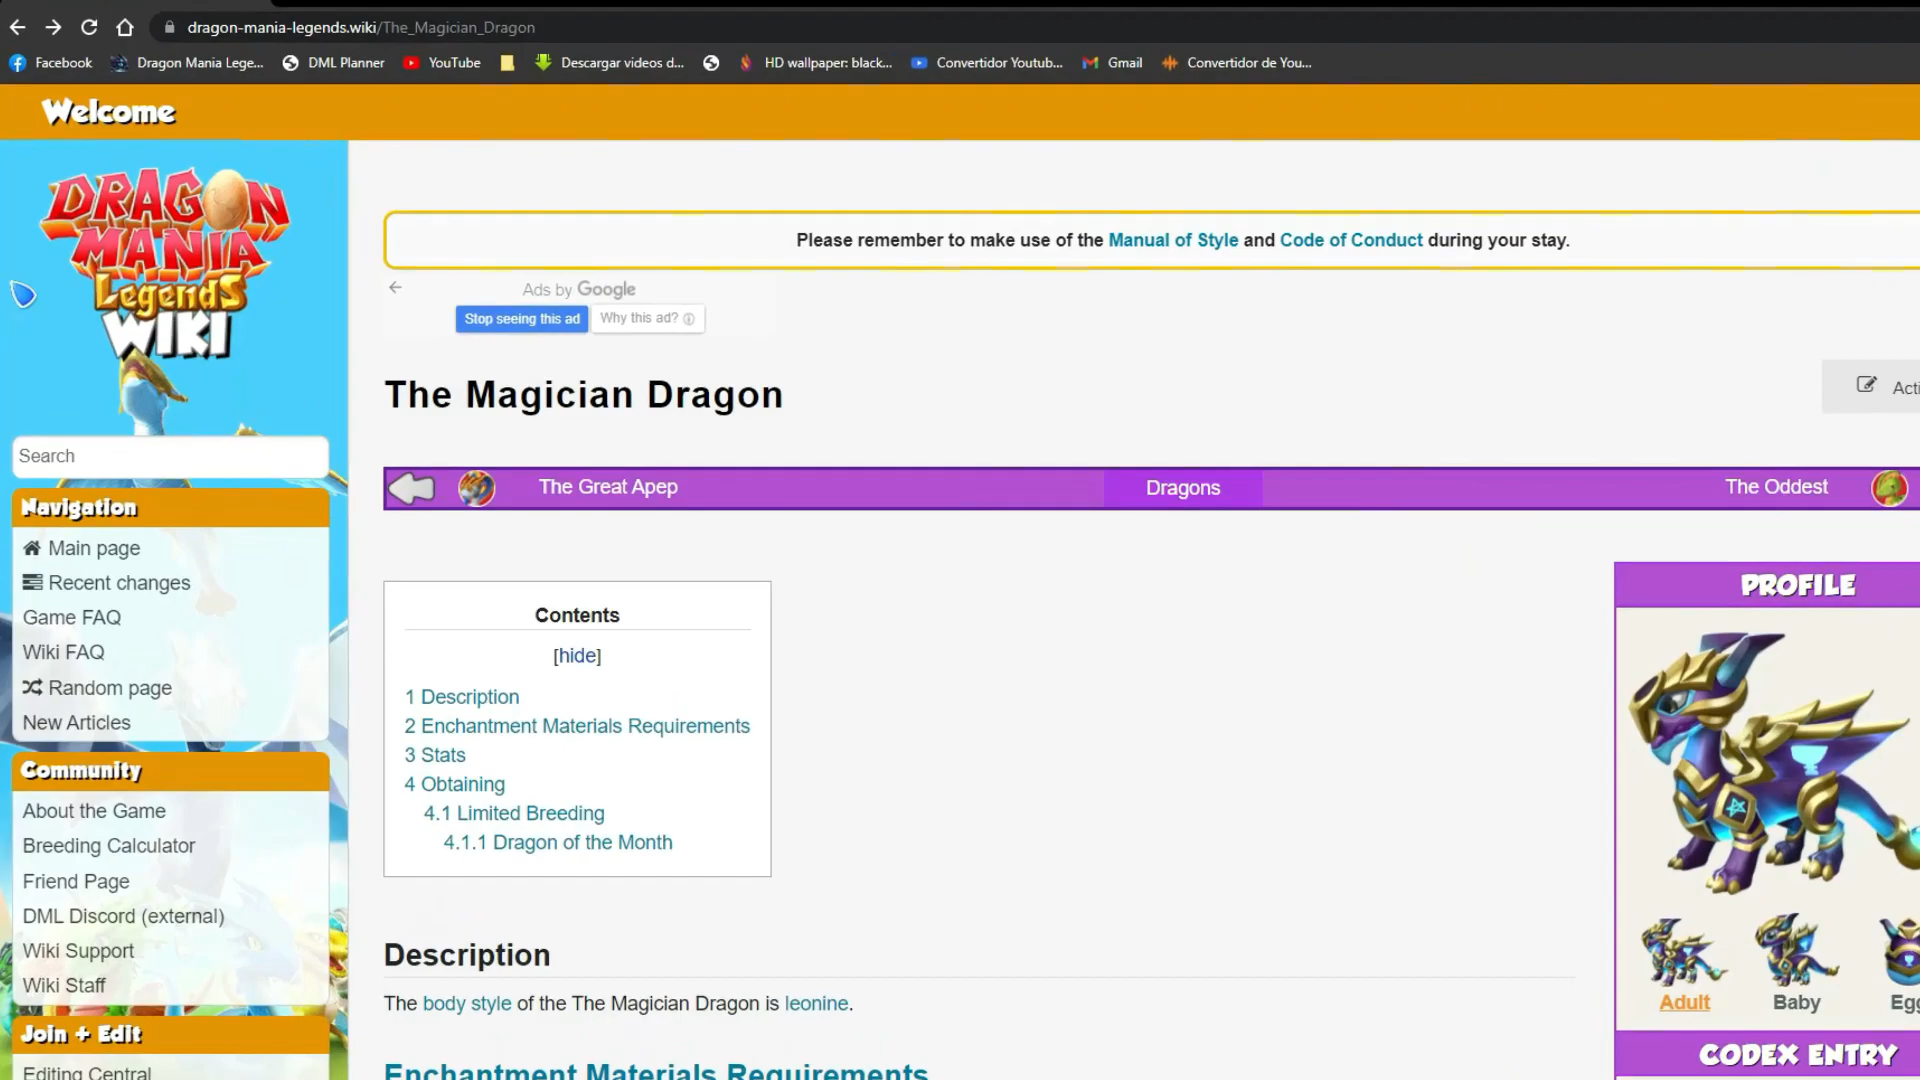 dragon-mania-legends.wiki/The_Magician_Dragon
Facebook Dragon Mania Lege... DML Planner YouTube Descargar videos d... HD wallpaper: black... Convertidor Youtub... Gmail Convertidor de You...
Welcome
DRAGON
MANIA
Legends
WIKI
Please remember to make use of the Manual of Style and Code of Conduct during your stay.
Ads by Google
Stop seeing this ad Why this ad?
The Magician Dragon
Acti
Search
The Great Apep Dragons The Oddest
Navigation
Main page
Recent changes
Game FAQ
Wiki FAQ
Random page
New Articles
Community
About the Game
Breeding Calculator
Friend Page
DML Discord (external)
Wiki Support
Wiki Staff
Join + Edit
Editing Central
Contents
[hide]
1 Description
2 Enchantment Materials Requirements
3 Stats
4 Obtaining
4.1 Limited Breeding
4.1.1 Dragon of the Month
Description
The body style of the The Magician Dragon is leonine.
Enchantment Materials Requirements
PROFILE
Adult Baby Egg
CODEX ENTRY